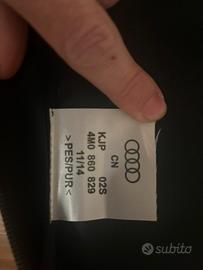 CN
KJP 02S
4M0 860 829
11/14
>PES/PUR<
subito